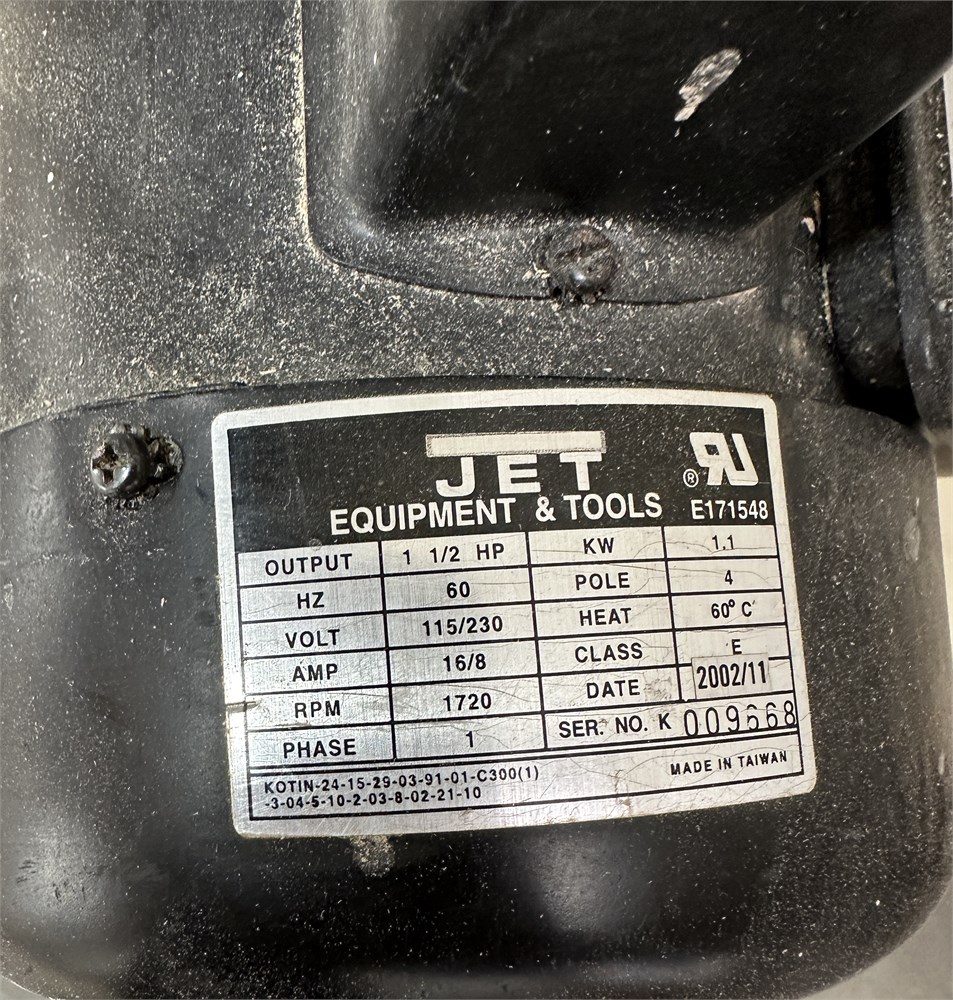 JET ®
EQUIPMENT & TOOLS E171548
OUTPUT 1 1/2 HP KW 1.1
HZ 60 POLE 4
VOLT 115/230 HEAT 60° C
AMP 16/8 CLASS E
RPM 1720 DATE 2002/11
PHASE 1 SER. NO. K 009668
KOTIN-24-15-29-03-91-01-C300(1) MADE IN TAIWAN
-3-04-5-10-2-03-8-02-21-10